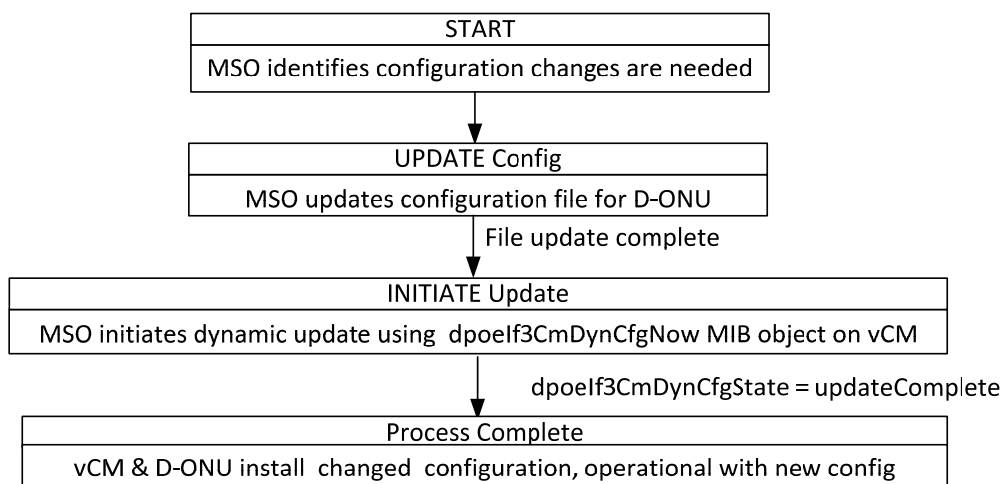 START
MSO identifies configuration changes are needed
UPDATE Config
MSO updates configuration file for D-ONU
File update complete
INITIATE Update
MSO initiates dynamic update using dpoeIf3CmDynCfgNow MIB object on vCM
dpoeIf3CmDynCfgState = updateComplete
Process Complete
vCM & D-ONU install changed configuration, operational with new config